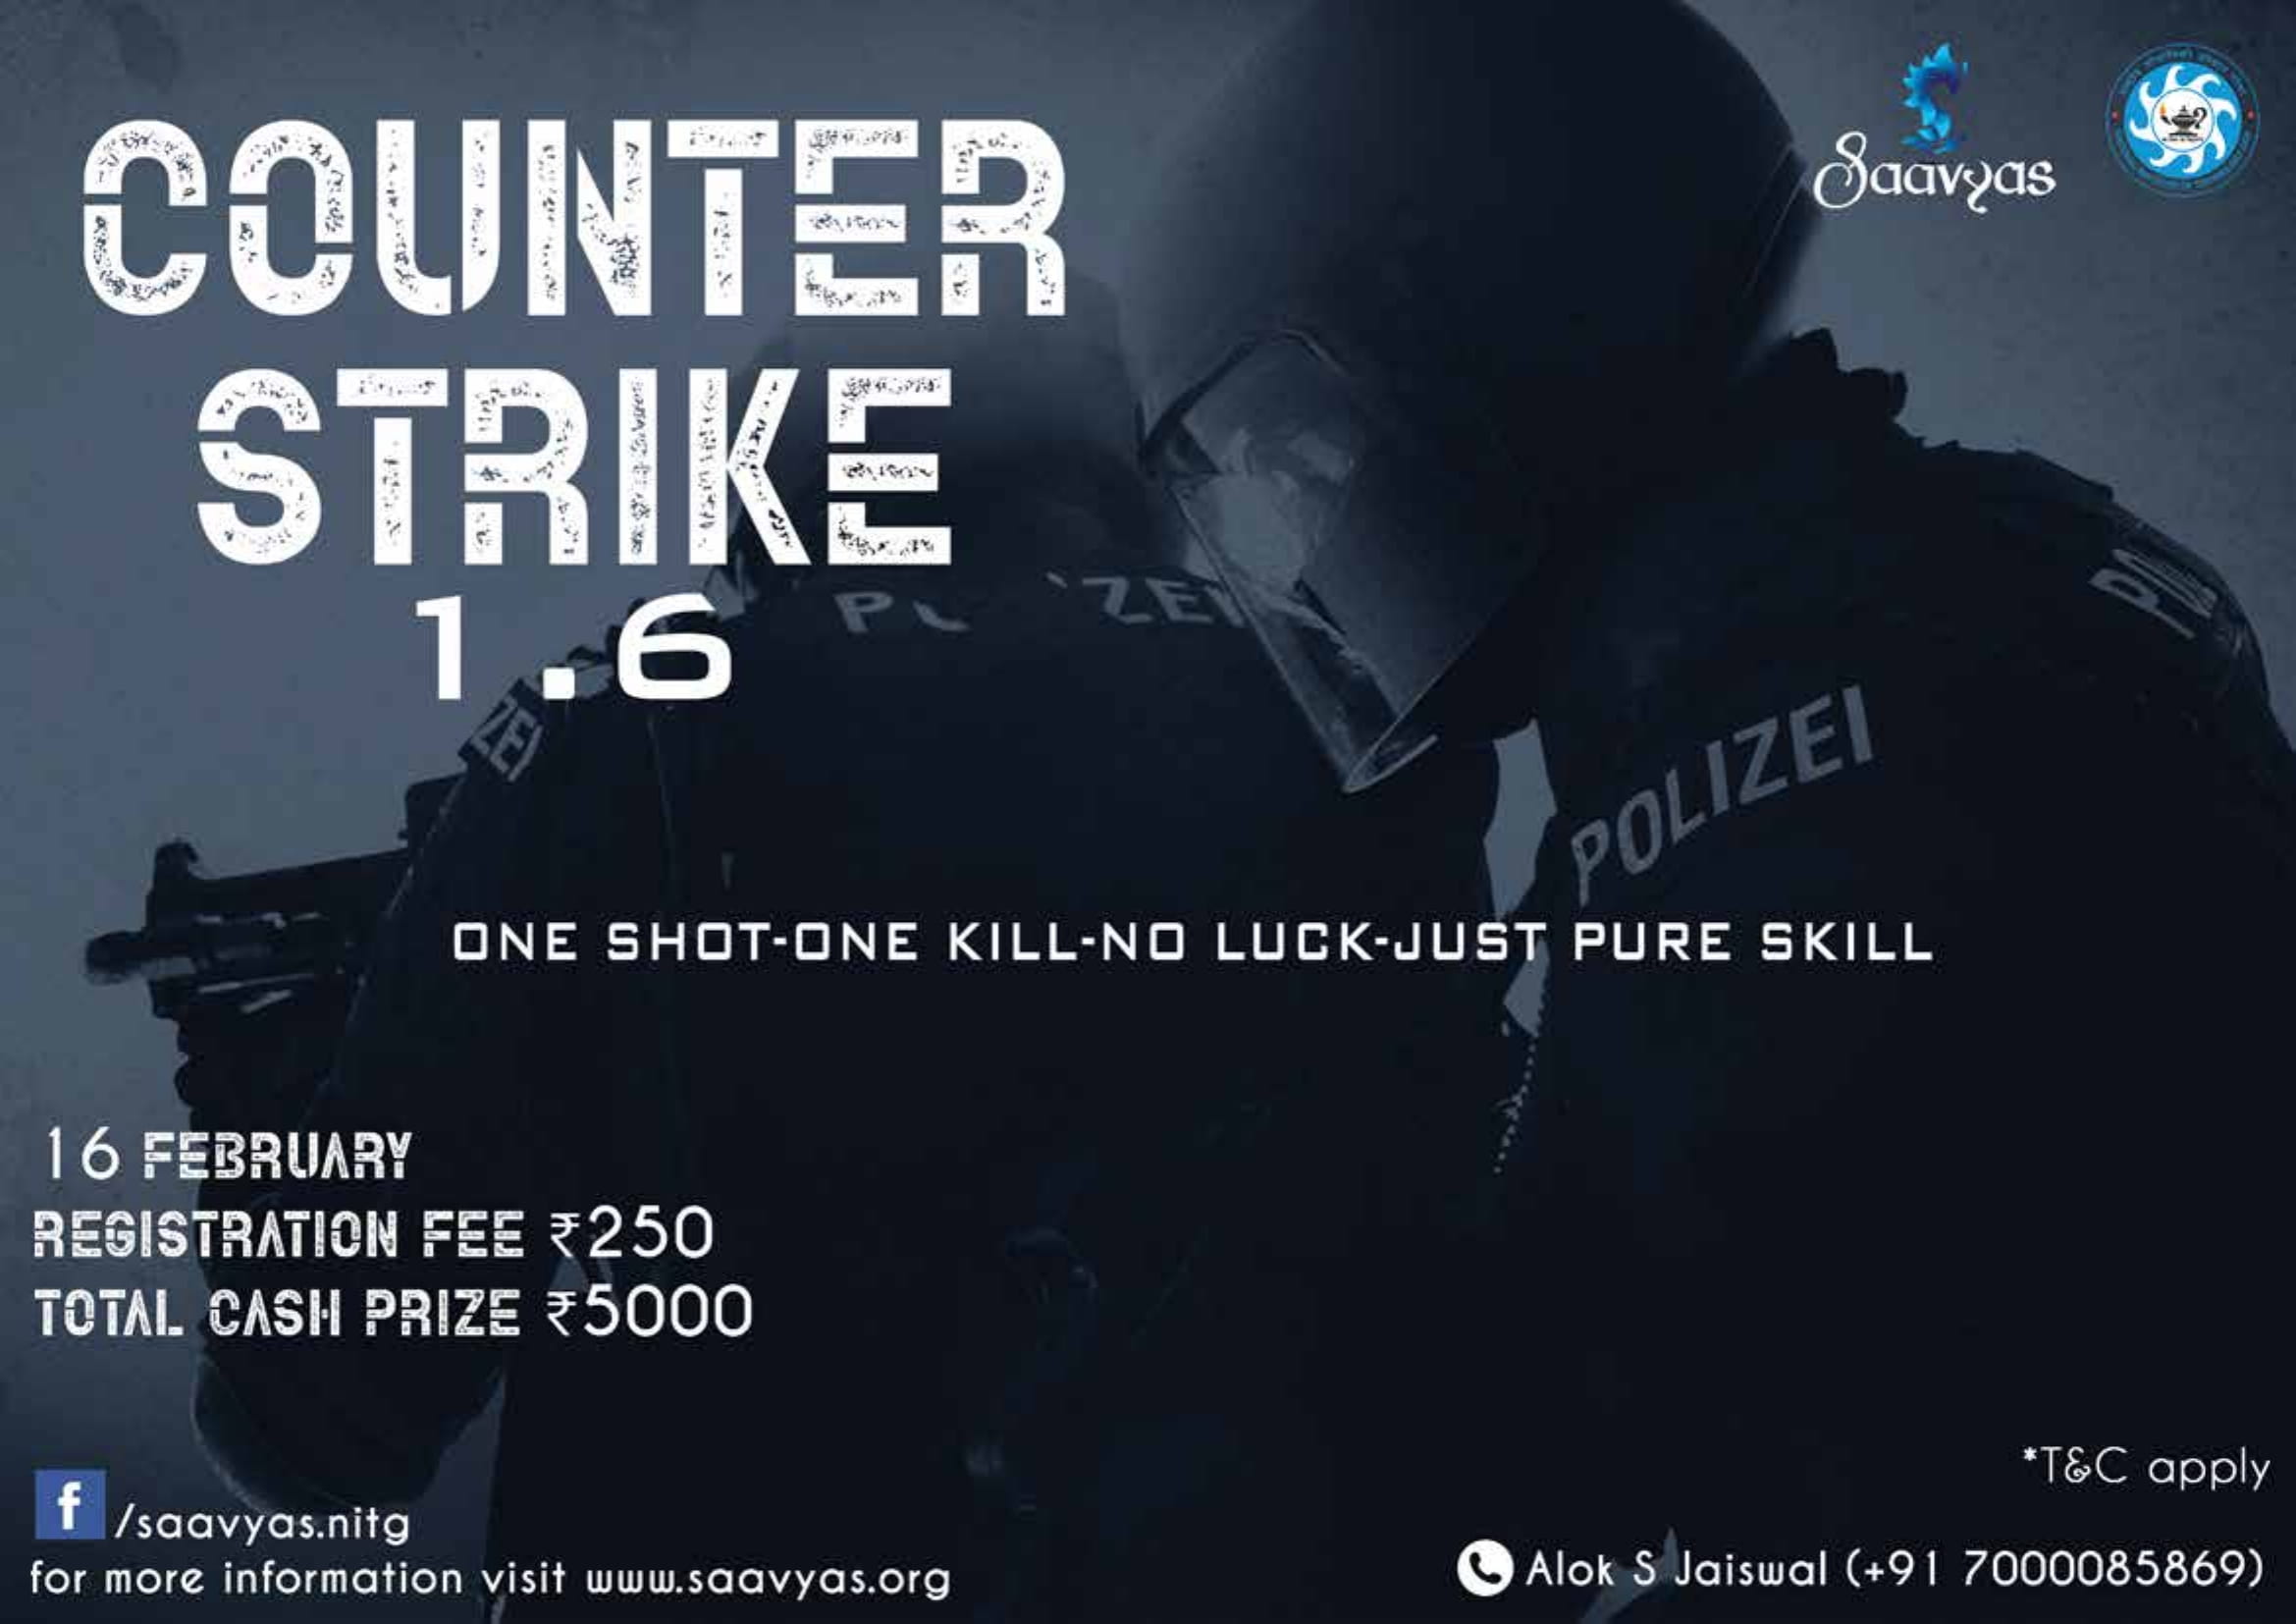 Saavyas
COUNTER
STRIKE
1.6
ZEI
ZEI
POLIZEI
ONE SHOT-ONE KILL-NO LUCK-JUST PURE SKILL
16 FEBRUARY
REGISTRATION FEE ₹250
TOTAL CASH PRIZE ₹5000
*T&C apply
f /saavyas.nitg
for more information visit www.saavyas.org
Alok S Jaiswal (+91 7000085869)